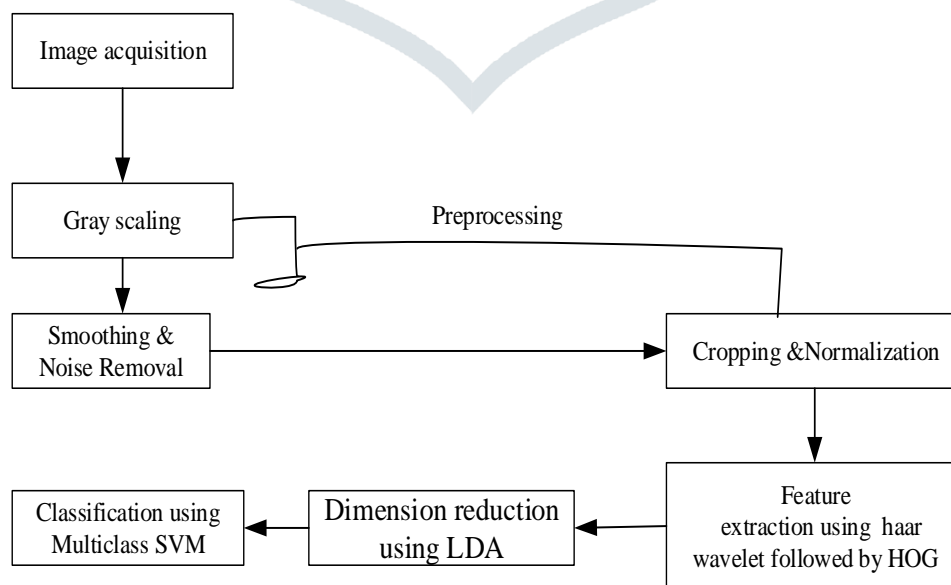 Image acquisition
Gray scaling
Preprocessing
Smoothing &
Noise Removal
Cropping &Normalization
Feature
extraction using haar
wavelet followed by HOG
Dimension reduction
using LDA
Classification using
Multiclass SVM